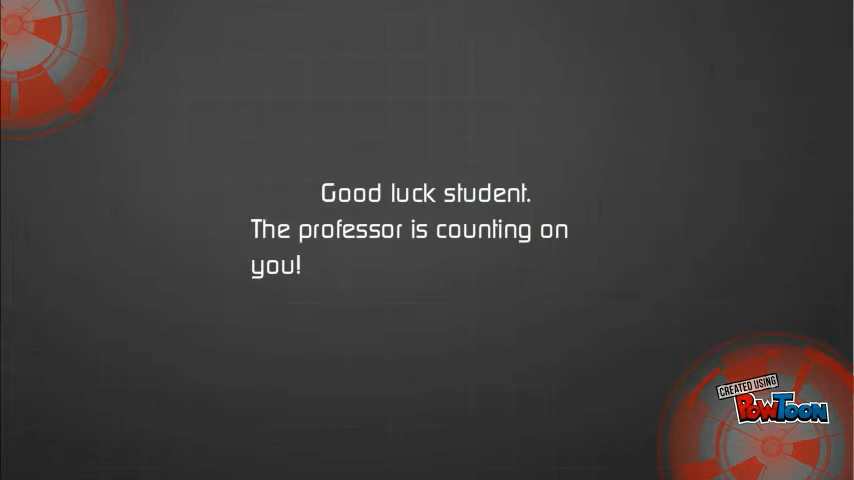 Good luck student.
The professor is counting on
you!
CREATED USING
POWTOON